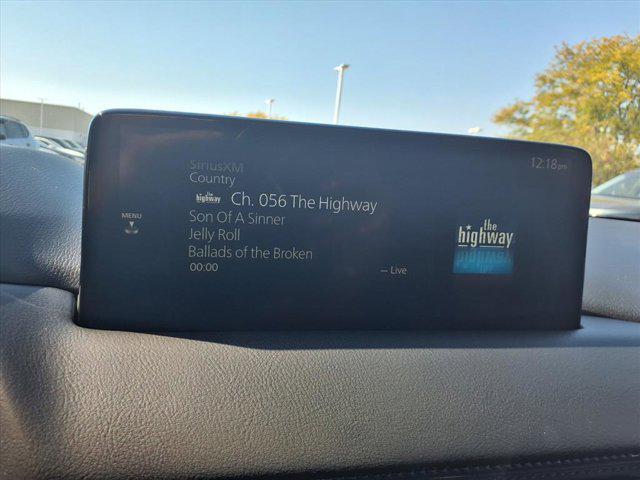 SiriusXM
12:18pm
Country
the highway Ch. 056 The Highway
MENU
Son Of A Sinner
Jelly Roll
Ballads of the Broken
00:00
Live
the
highway